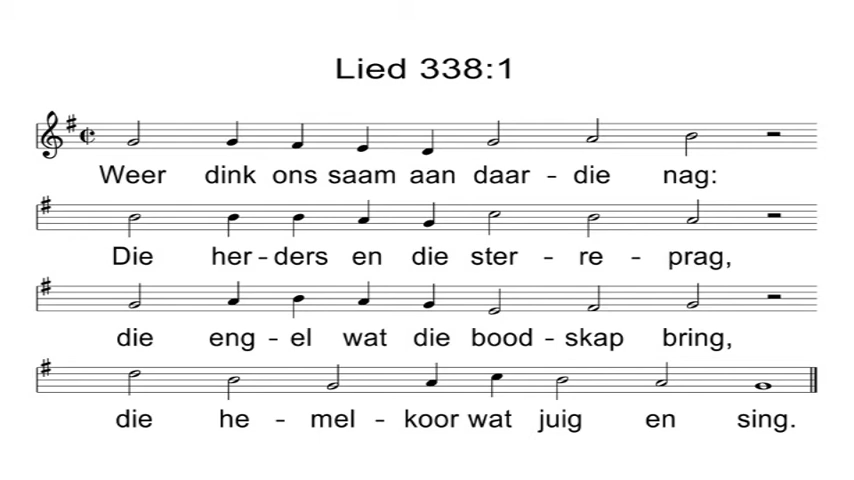 Lied 338:1
Weer dink ons saam aan daar - die nag:
Die her - ders en die ster - re - prag,
die eng - el wat die bood - skap bring,
die he - mel - koor wat juig en sing.